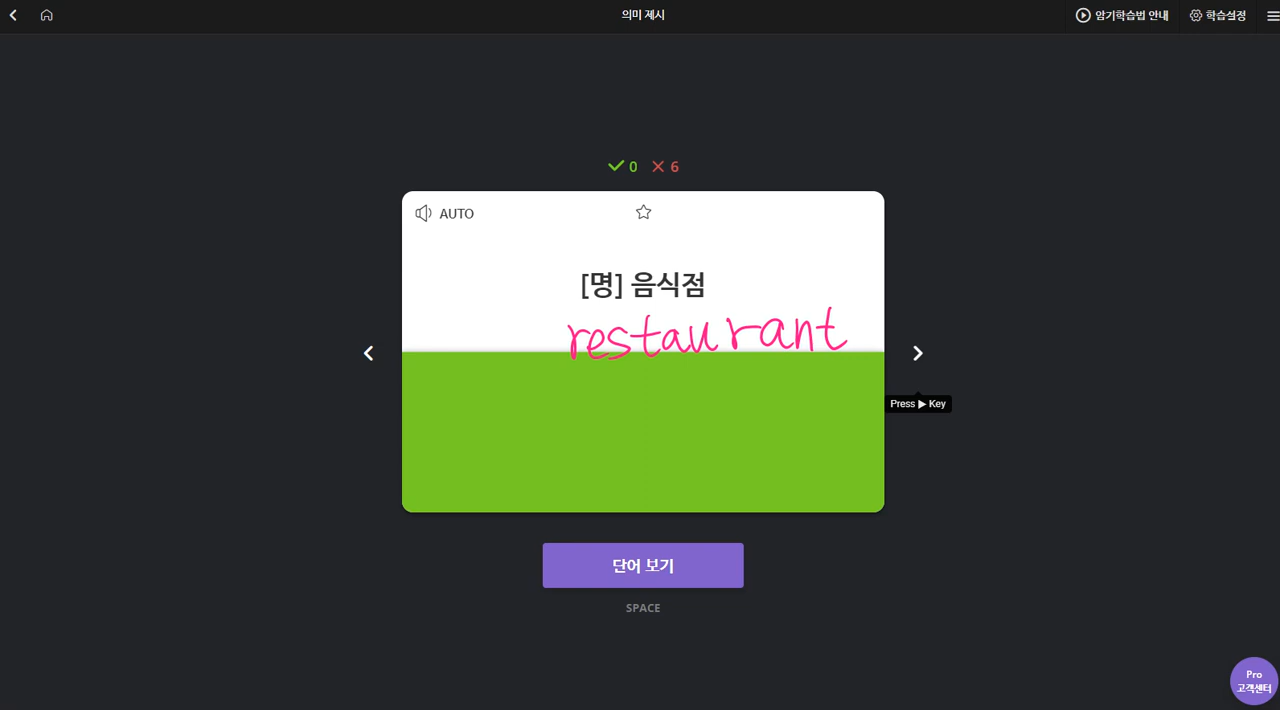 의미 제시
암기학습법 안내
학습설정
0 6
AUTO
[명] 음식점
restaurant
Press ▶ Key
단어 보기
SPACE
Pro
고객센터